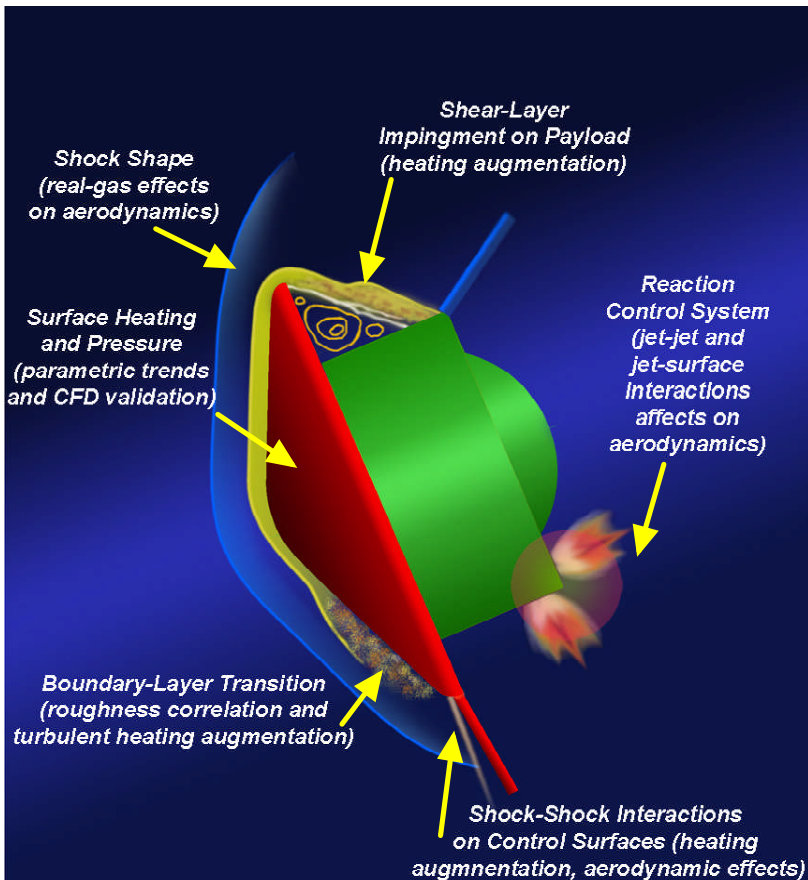 Shear-Layer
Impingment on Payload
(heating augmentation)
Shock Shape
(real-gas effects
on aerodynamics)
Reaction
Control System
(jet-jet and
jet-surface
interactions
affects on
aerodynamics)
Surface Heating
and Pressure
(parametric trends
and CFD validation)
Boundary-Layer Transition
(roughness correlation and
turbulent heating augmentation)
Shock-Shock Interactions
on Control Surfaces (heating
augmnentation, aerodynamic effects)